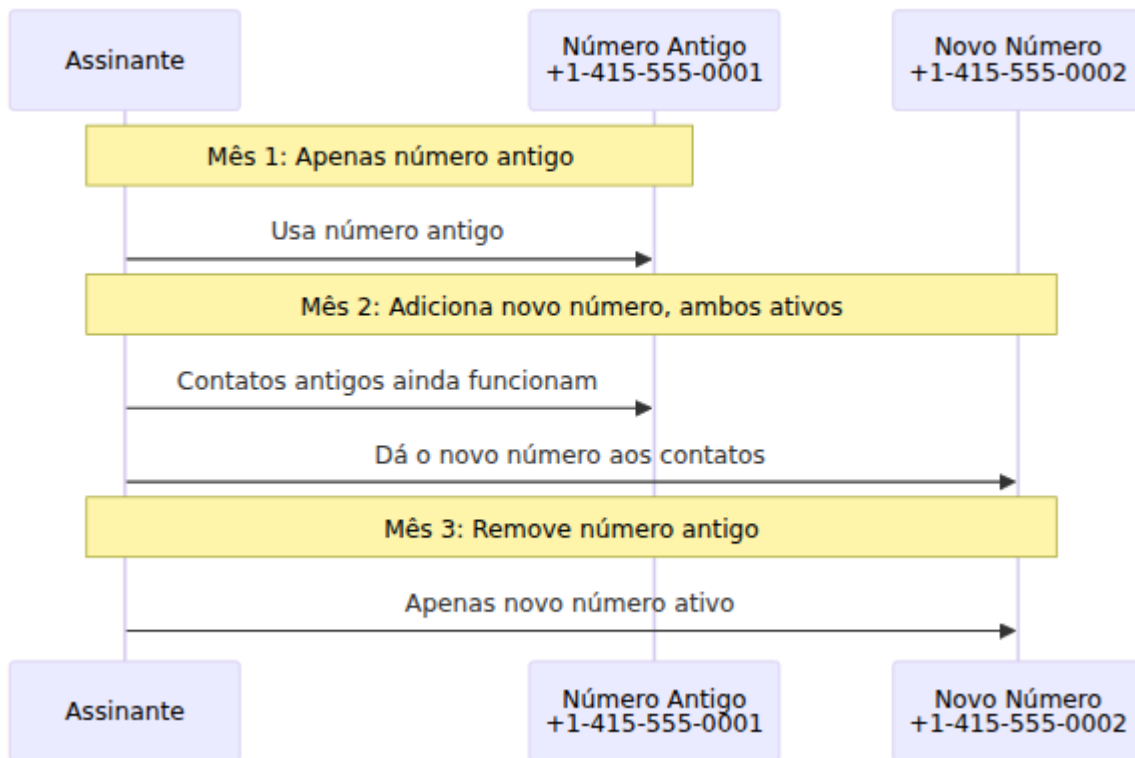 Assinante
Número Antigo
+1-415-555-0001
Novo Número
+1-415-555-0002
Mês 1: Apenas número antigo
Usa número antigo
Mês 2: Adiciona novo número, ambos ativos
Contatos antigos ainda funcionam
Dá o novo número aos contatos
Mês 3: Remove número antigo
Apenas novo número ativo
Assinante
Número Antigo
+1-415-555-0001
Novo Número
+1-415-555-0002